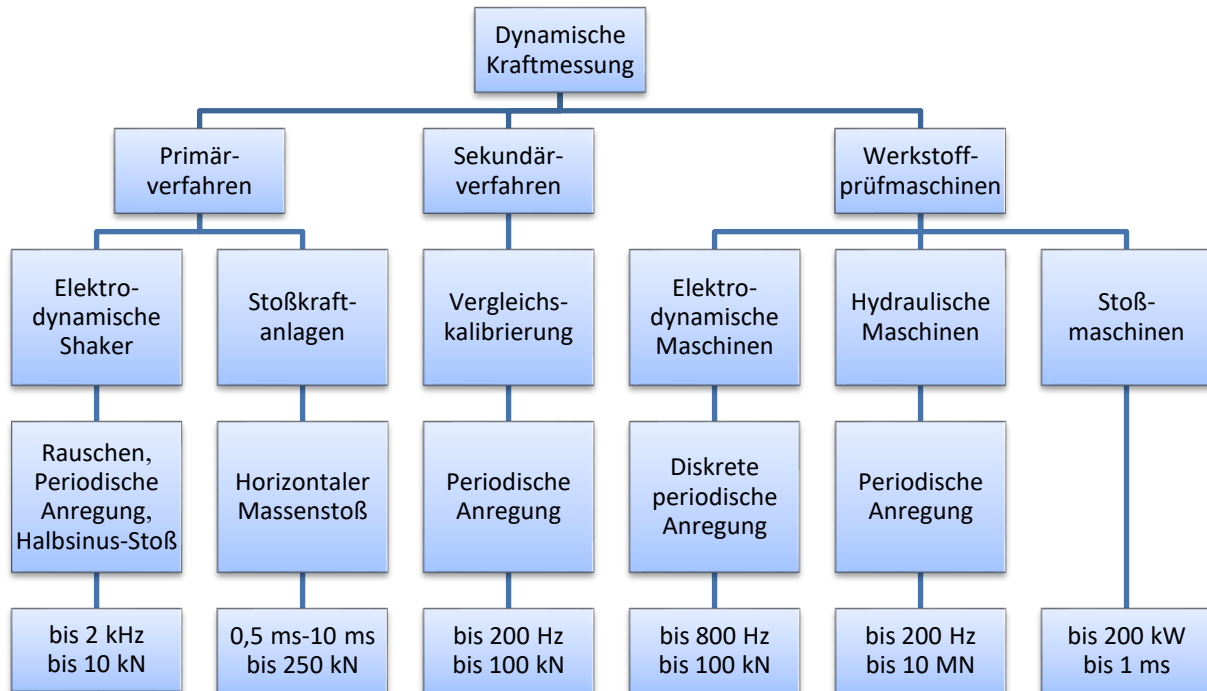 Dynamische
Kraftmessung
Primär-
verfahren
Sekundär-
verfahren
Werkstoff-
prüfmaschinen
Elektro-
dynamische
Shaker
Stoßkraft-
anlagen
Vergleichs-
kalibrierung
Elektro-
dynamische
Maschinen
Hydraulische
Maschinen
Stoß-
maschinen
Rauschen,
Periodische
Anregung,
Halbsinus-Stoß
Horizontaler
Massenstoß
Periodische
Anregung
Diskrete
periodische
Anregung
Periodische
Anregung
bis 2 kHz
bis 10 kN
0,5 ms-10 ms
bis 250 kN
bis 200 Hz
bis 100 kN
bis 800 Hz
bis 100 kN
bis 200 Hz
bis 10 MN
bis 200 kW
bis 1 ms